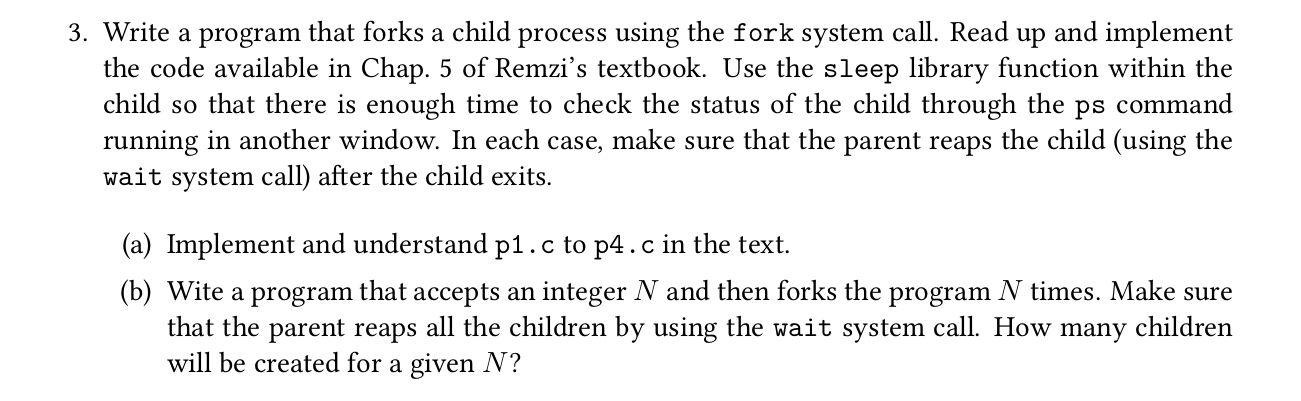 3. Write a program that forks a child process using the fork system call. Read up and implement
the code available in Chap. 5 of Remzi's textbook. Use the sleep library function within the
child so that there is enough time to check the status of the child through the ps command
running in another window. In each case, make sure that the parent reaps the child (using the
wait system call) after the child exits.
(a) Implement and understand p1.c to p4.c in the text.
(b) Wite a program that accepts an integer N and then forks the program N times. Make sure
that the parent reaps all the children by using the wait system call. How many children
will be created for a given N?